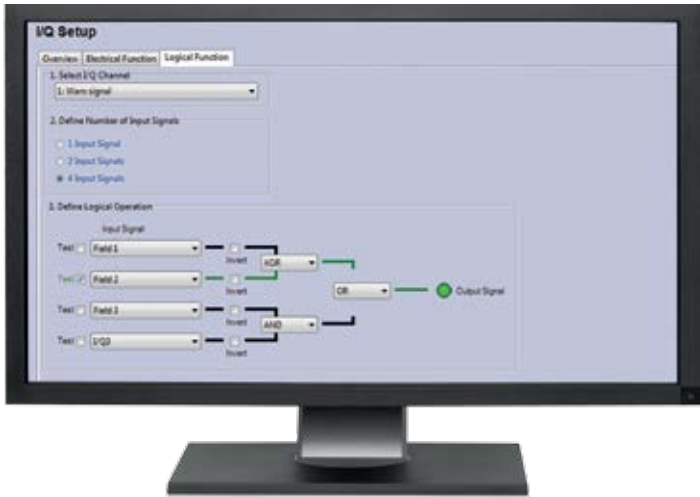 I/Q Setup
Overview Electrical Function Logical Function
1. Select I/Q Channel
1: Warn signal
2. Define Number of Input Signals
1 Input Signal
2 Input Signals
4 Input Signals
3. Define Logical Operation
Input Signal
Test Field 1 Invert
XOR
Test Field 2 Invert
OR Output Signal
Test Field 3 Invert
AND
Test I/Q3 Invert